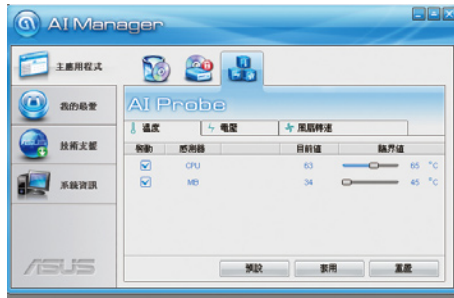 AI Manager
主應用程式
我的最愛
技術支援
系統資訊
AI Probe
溫度 電壓 風扇轉速
啟動 感測器 目前值 臨界值
CPU 63 65 °C
MB 34 45 °C
預設 套用 重置
ASUS